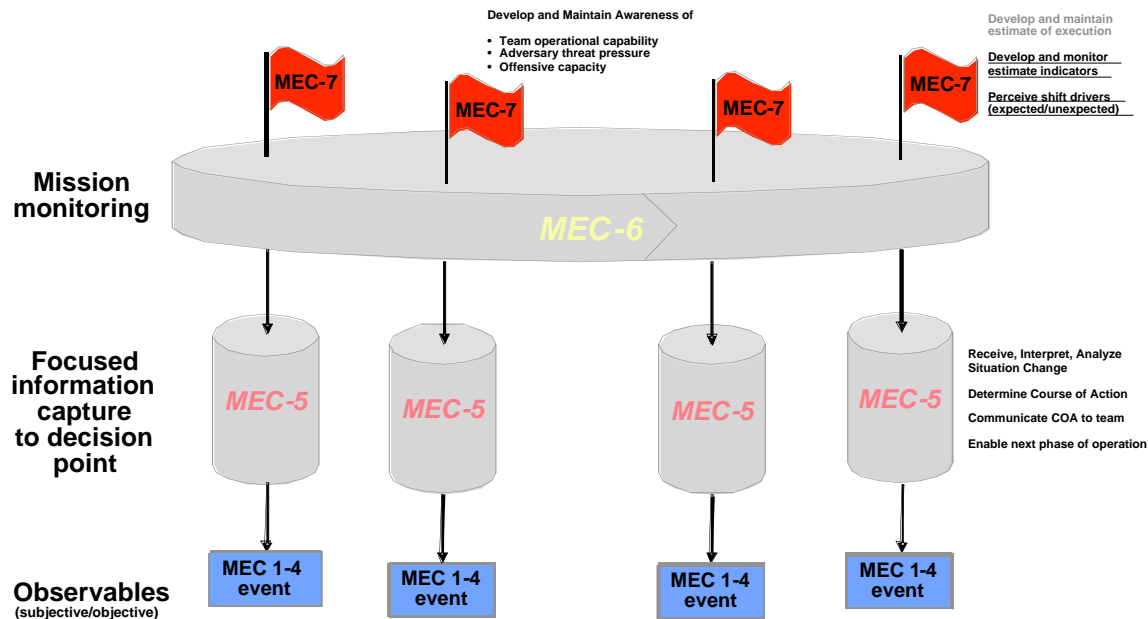 Develop and Maintain Awareness of
• Team operational capability
• Adversary threat pressure
• Offensive capacity
Develop and maintain
estimate of execution
Develop and monitor
estimate indicators
Perceive shift drivers
(expected/unexpected)
MEC-7
MEC-7
MEC-7
MEC-7
Mission
monitoring
MEC-6
Focused
information
capture
to decision
point
MEC-5
MEC-5
MEC-5
MEC-5
Receive, Interpret, Analyze
Situation Change
Determine Course of Action
Communicate COA to team
Enable next phase of operation
Observables
(subjective/objective)
MEC 1-4
event
MEC 1-4
event
MEC 1-4
event
MEC 1-4
event